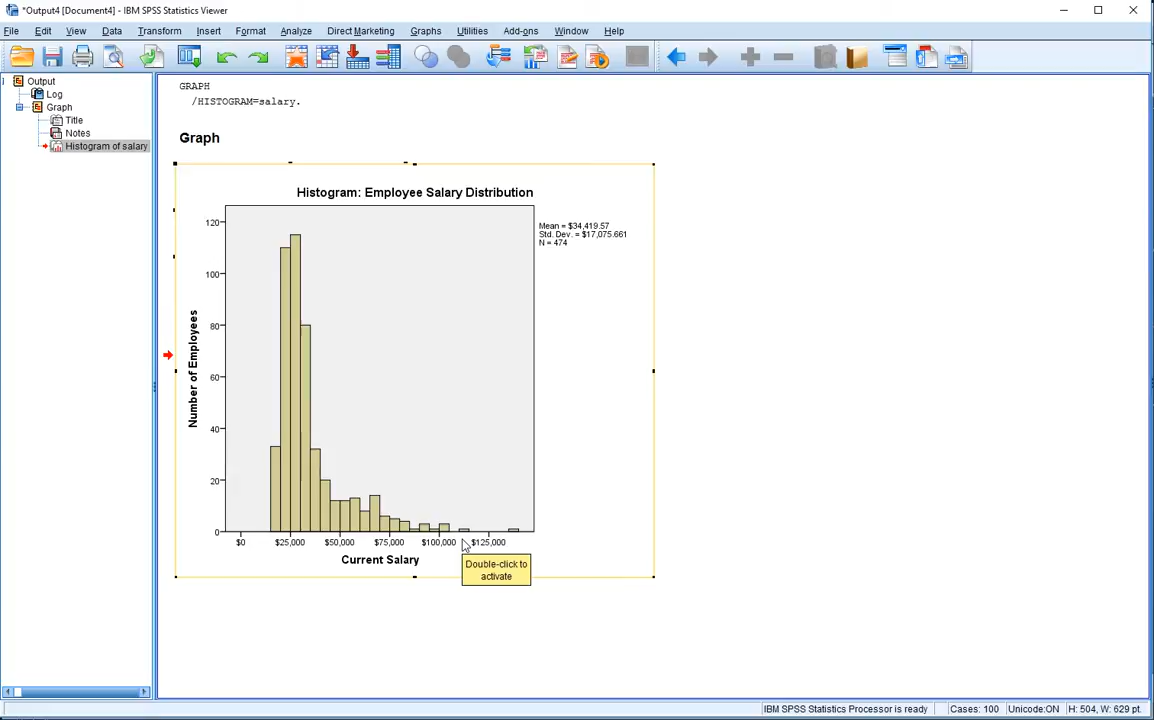 *Output4 [Document4] - IBM SPSS Statistics Viewer
File Edit View Data Transform Insert Format Analyze Direct Marketing Graphs Utilities Add-ons Window Help
Output
Log
Graph
Title
Notes
Histogram of salary
GRAPH
/HISTOGRAM=salary.
Graph
Histogram: Employee Salary Distribution
Mean = $34,419.57
Std. Dev. = $17,075.661
N = 474
Number of Employees
120
100
80
60
40
20
0
$0 $25,000 $50,000 $75,000 $100,000 $125,000
Current Salary
Double-click to
activate
IBM SPSS Statistics Processor is ready Cases: 100 Unicode:ON H: 504, W: 629 pt.